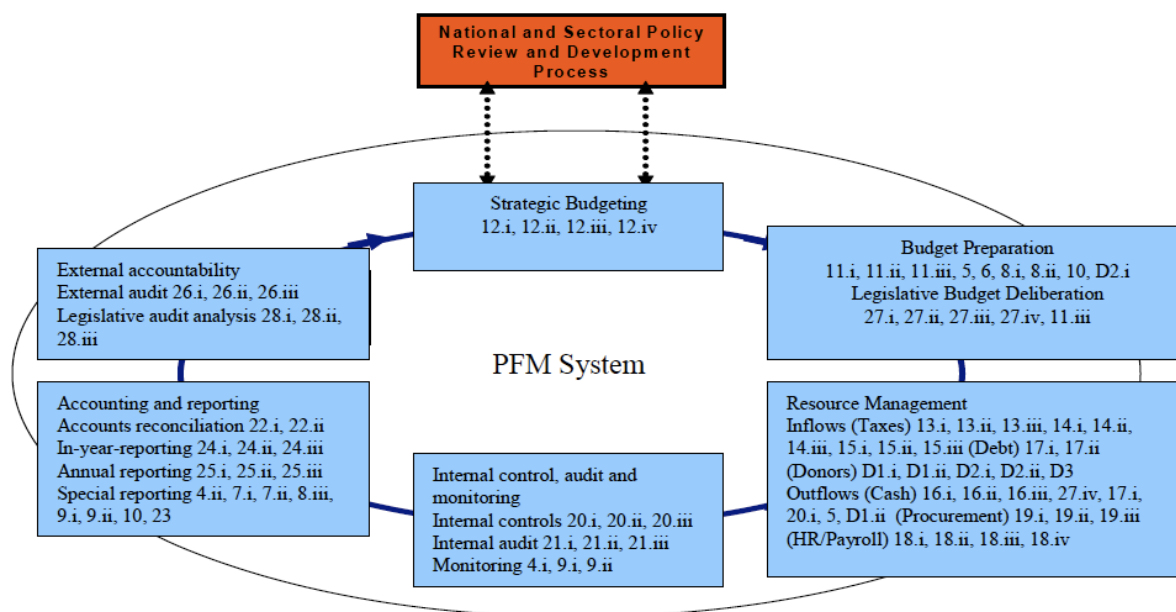 National and Sectoral Policy
Review and Development
Process
Strategic Budgeting
12.i, 12.ii, 12.iii, 12.iv
Budget Preparation
11.i, 11.ii, 11.iii, 5, 6, 8.i, 8.ii, 10, D2.i
Legislative Budget Deliberation
27.i, 27.ii, 27.iii, 27.iv, 11.iii
External accountability
External audit 26.i, 26.ii, 26.iii
Legislative audit analysis 28.i, 28.ii,
28.iii
PFM System
Accounting and reporting
Accounts reconciliation 22.i, 22.ii
In-year-reporting 24.i, 24.ii, 24.iii
Annual reporting 25.i, 25.ii, 25.iii
Special reporting 4.ii, 7.i, 7.ii, 8.iii,
9.i, 9.ii, 10, 23
Internal control, audit and
monitoring
Internal controls 20.i, 20.ii, 20.iii
Internal audit 21.i, 21.ii, 21.iii
Monitoring 4.i, 9.i, 9.ii
Resource Management
Inflows (Taxes) 13.i, 13.ii, 13.iii, 14.i, 14.ii,
14.iii, 15.i, 15.ii, 15.iii (Debt) 17.i, 17.ii
(Donors) D1.i, D1.ii, D2.i, D2.ii, D3
Outflows (Cash) 16.i, 16.ii, 16.iii, 27.iv, 17.i,
20.i, 5, D1.ii (Procurement) 19.i, 19.ii, 19.iii
(HR/Payroll) 18.i, 18.ii, 18.iii, 18.iv